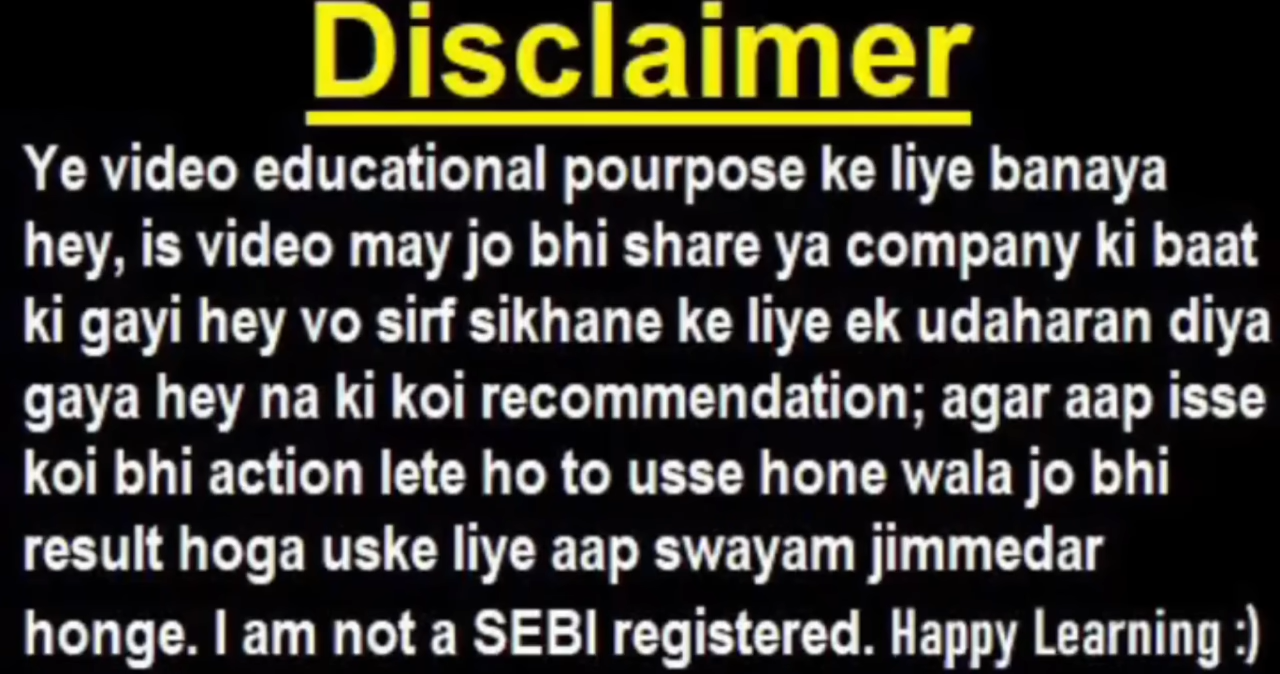 Disclaimer
Ye video educational pourpose ke liye banaya
hey, is video may jo bhi share ya company ki baat
ki gayi hey vo sirf sikhane ke liye ek udaharan diya
gaya hey na ki koi recommendation; agar aap isse
koi bhi action lete ho to usse hone wala jo bhi
result hoga uske liye aap swayam jimmedar
honge. I am not a SEBI registered. Happy Learning :)